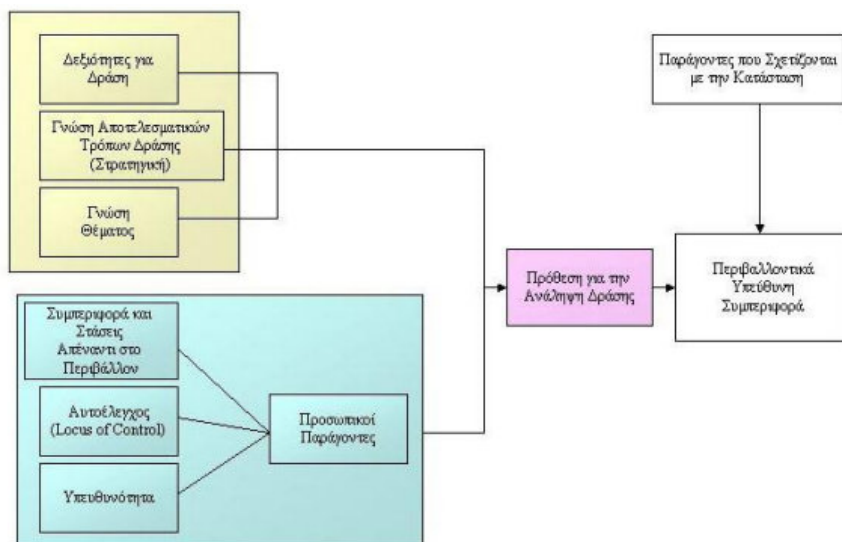 Δεξιότητες για
Δράση
Γνώση Αποτελεσματικών
Τρόπων Δράσης
(Στρατηγική)
Γνώση
Θέματος
Συμπεριφορά και
Στάσεις
Απέναντι στο
Περιβάλλον
Αυτοέλεγχος
(Locus of Control)
Υπευθυνότητα
Προσωπικοί
Παράγοντες
Πρόθεση για την
Ανάληψη Δράσης
Παράγοντες που Σχετίζονται
με την Κατάσταση
Περιβαλλοντικά
Υπεύθυνη
Συμπεριφορά